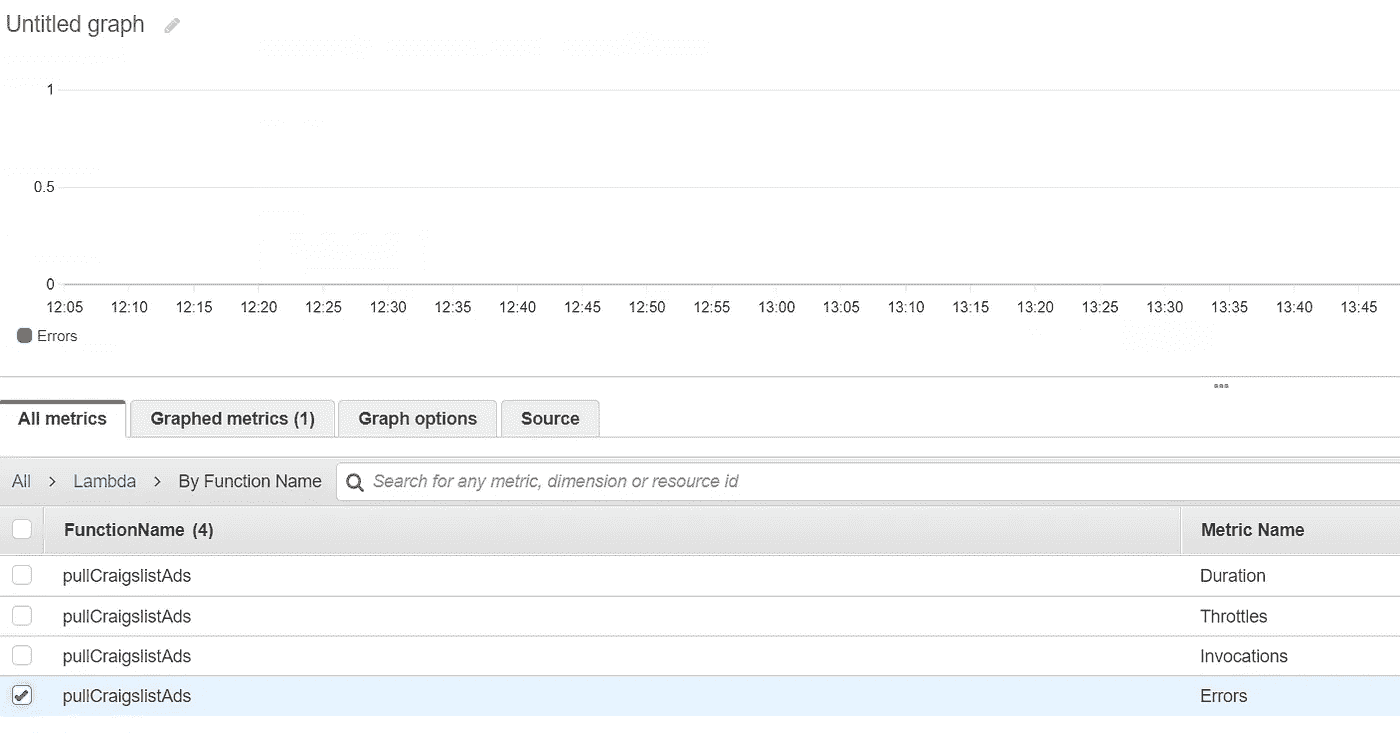 Untitled graph
1
0.5
0
12:05 12:10 12:15 12:20 12:25 12:30 12:35 12:40 12:45 12:50 12:55 13:00 13:05 13:10 13:15 13:20 13:25 13:30 13:35 13:40 13:45
Errors
All metrics Graphed metrics (1) Graph options Source
All > Lambda > By Function Name Search for any metric, dimension or resource id
FunctionName (4) Metric Name
pullCraigslistAds Duration
pullCraigslistAds Throttles
pullCraigslistAds Invocations
pullCraigslistAds Errors